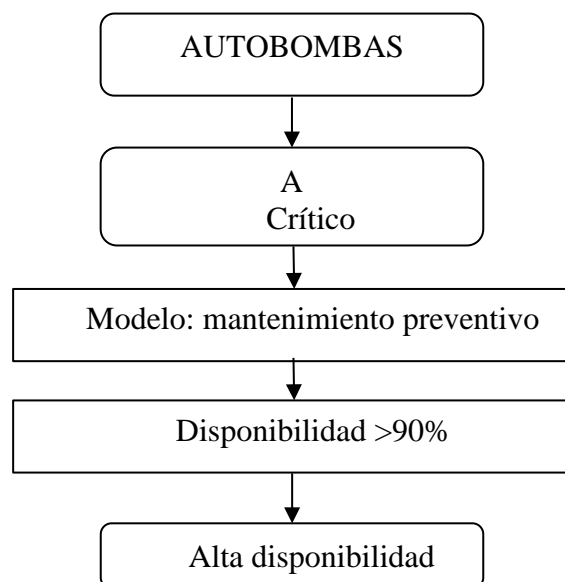 AUTOBOMBAS
A
Crítico
Modelo: mantenimiento preventivo
Disponibilidad >90%
Alta disponibilidad